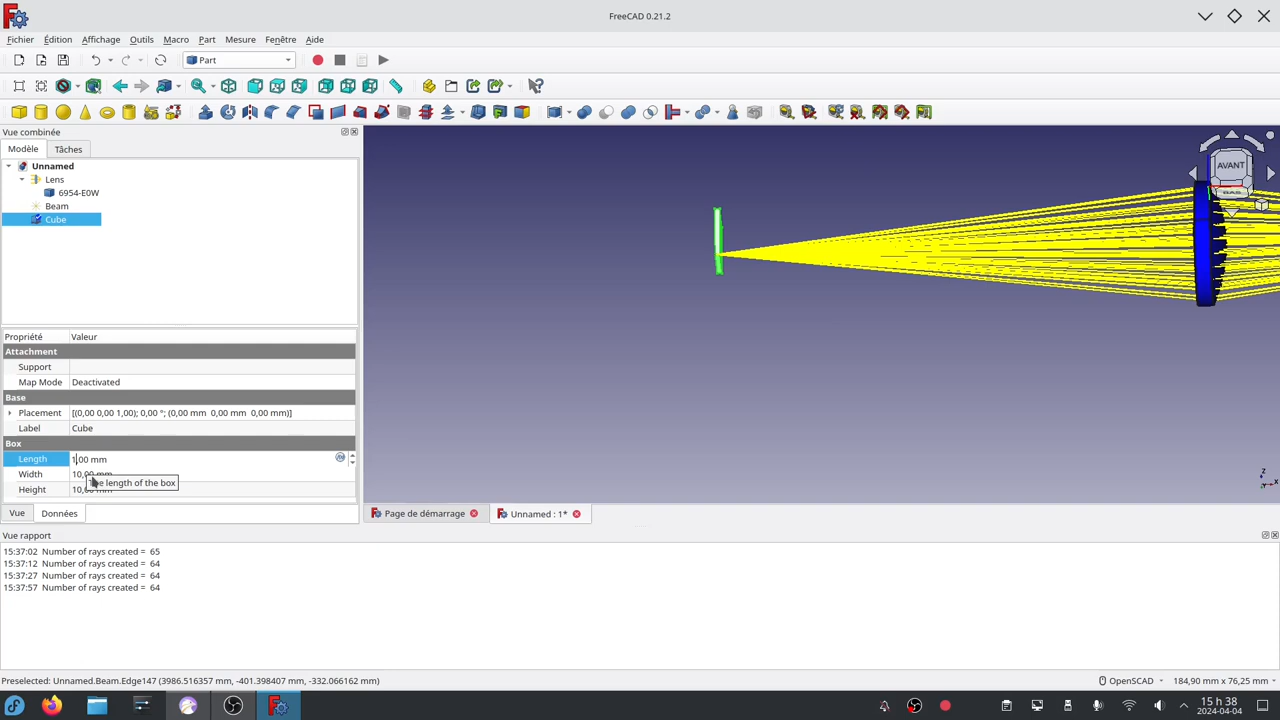 FreeCAD 0.21.2
Fichier Édition Affichage Outils Macro Part Mesure Fenêtre Aide
Part
Vue combinée
Modèle Tâches
Unnamed
Lens
6954-E0W
Beam
Cube
AVANT
Propriété Valeur
Attachment
Support
Map Mode Deactivated
Base
Placement [(0,00 0,00 1,00); 0,00 °; (0,00 mm 0,00 mm 0,00 mm)]
Label Cube
Box
Length 1,00 mm
Width 10,00 mm
length of the box
Height
Vue Données
Page de démarrage Unnamed : 1*
Z
X
Vue rapport
15:37:02 Number of rays created = 65
15:37:12 Number of rays created = 64
15:37:27 Number of rays created = 64
15:37:57 Number of rays created = 64
Preselected: Unnamed.Beam.Edge147 (3986.516357 mm, -401.398407 mm, -332.066162 mm)
OpenSCAD 184,90 mm x 76,25 mm
15 h 38
2024-04-04